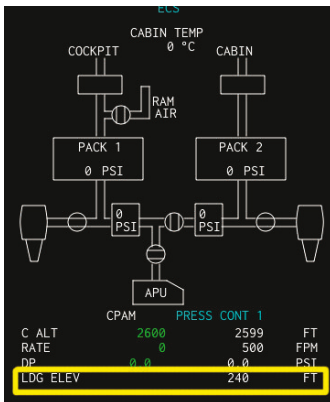 ECS
CABIN TEMP
0 °C
COCKPIT CABIN
RAM
AIR
PACK 1 PACK 2
0 PSI 0 PSI
0 0
PSI PSI
APU
CPAM PRESS CONT 1
C ALT 2600 2599 FT
RATE 0 500 FPM
DP 0.0 0.0 PSI
LDG ELEV 240 FT